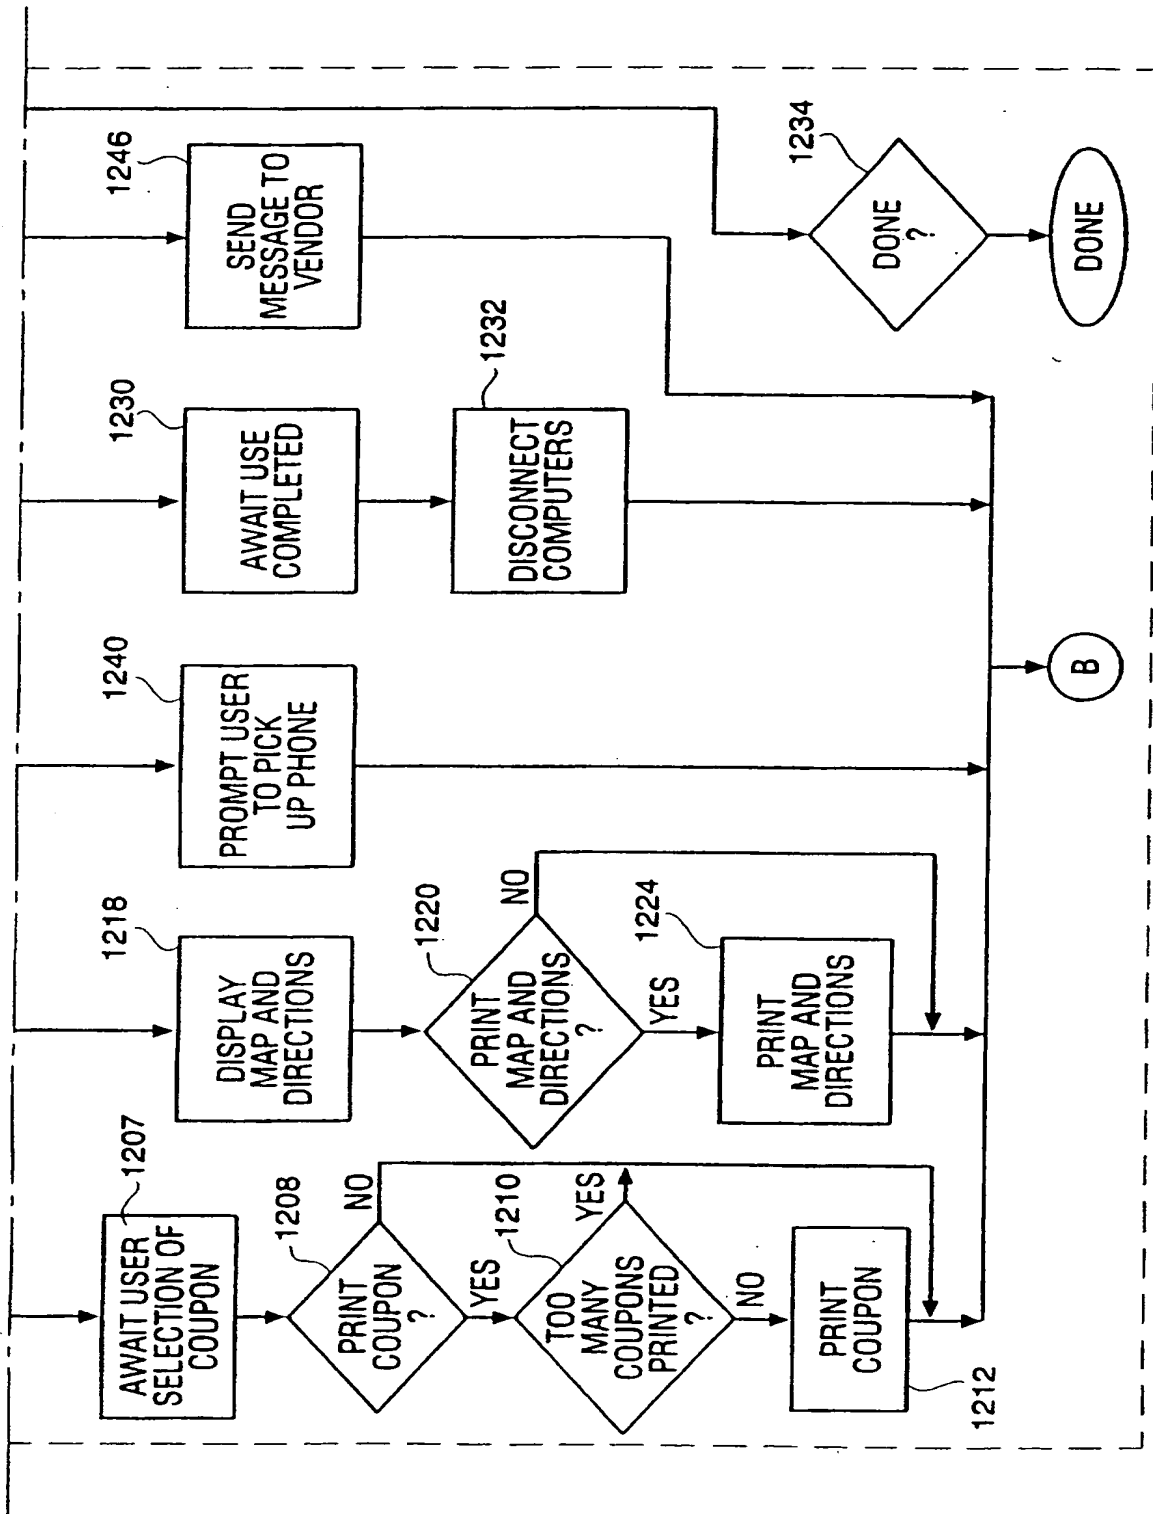 1207
AWAIT USER
SELECTION OF
COUPON
1208
PRINT
COUPON
?
NO
YES
1210
TOO
MANY
COUPONS
PRINTED
?
YES
NO
PRINT
COUPON
1212
1218
DISPLAY
MAP AND
DIRECTIONS
1220
PRINT
MAP AND
DIRECTIONS
?
NO
YES
1224
PRINT
MAP AND
DIRECTIONS
1240
PROMPT USER
TO PICK
UP PHONE
1230
AWAIT USE
COMPLETED
1232
DISCONNECT
COMPUTERS
1246
SEND
MESSAGE TO
VENDOR
1234
DONE
?
DONE
B